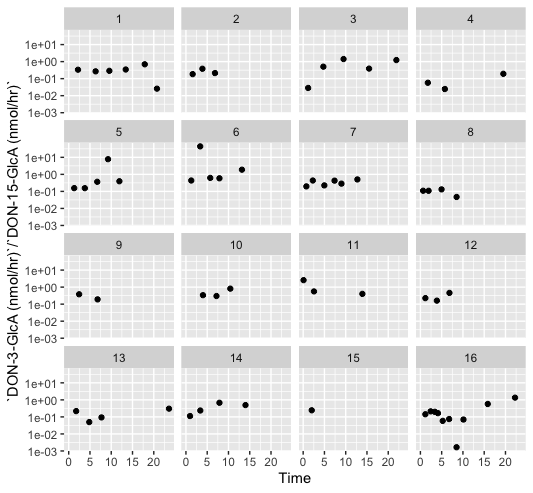 `DON-3-GlcA (nmol/hr)`/`DON-15-GlcA (nmol/hr)`
1 2 3 4
1e+01
1e+00
1e-01
1e-02
1e-03
5 6 7 8
1e+01
1e+00
1e-01
1e-02
1e-03
9 10 11 12
1e+01
1e+00
1e-01
1e-02
1e-03
13 14 15 16
1e+01
1e+00
1e-01
1e-02
1e-03
0 5 10 15 20 0 5 10 15 20 0 5 10 15 20 0 5 10 15 20
Time